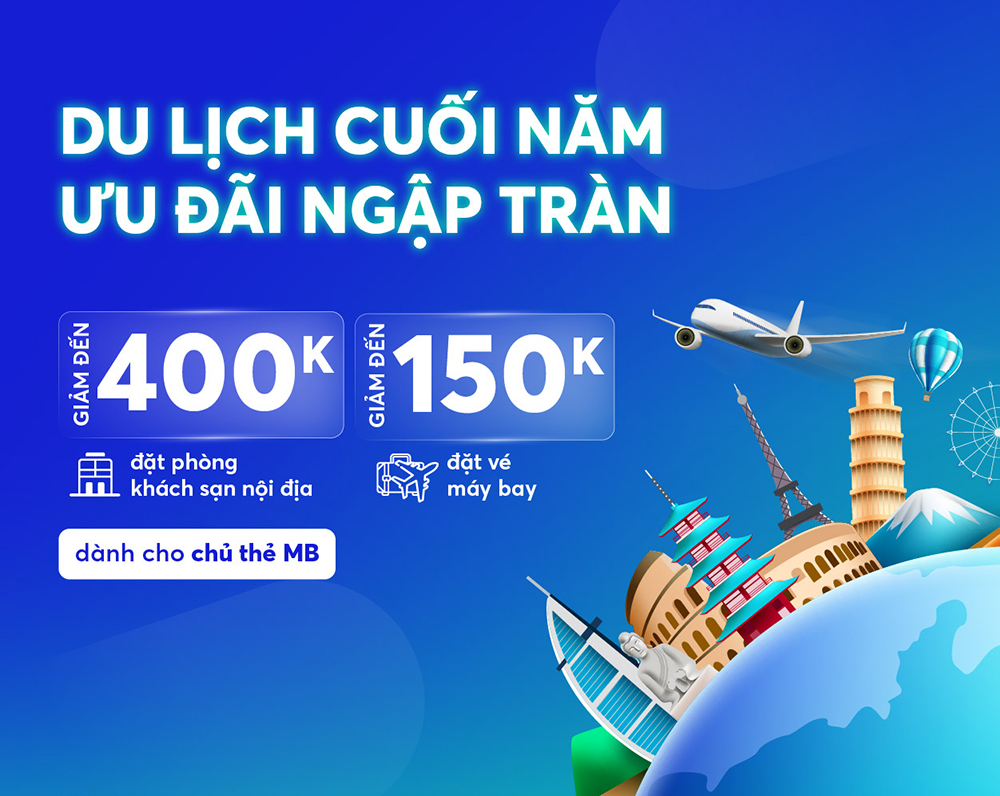 DU LỊCH CUỐI NĂM
ƯU ĐÃI NGẬP TRÀN
GIẢM ĐẾN
400K
đặt phòng
khách sạn nội địa
GIẢM ĐẾN
150K
đặt vé
máy bay
dành cho chủ thẻ MB